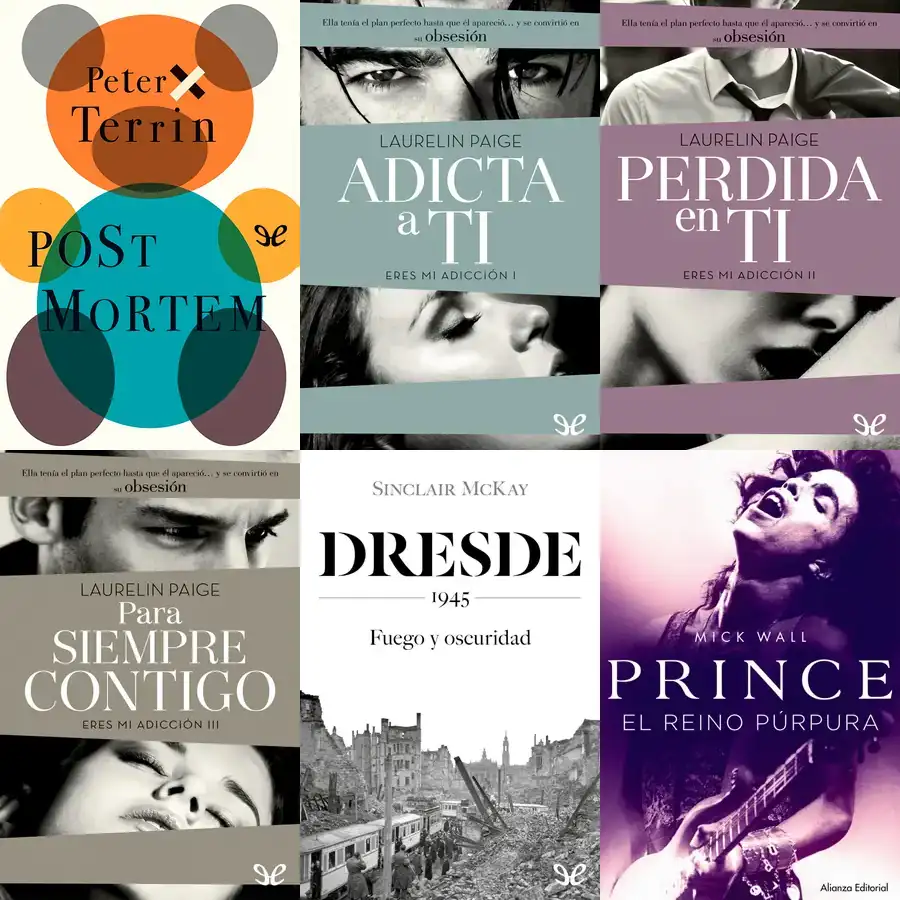 Peter
Terrin
POST
MORTEM
Ella tenía el plan perfecto hasta que él apareció... y se convirtió en
su obsesión
LAURELIN PAIGE
ADICTA
a TI
ERES MI ADICCIÓN I
Ella tenía el plan perfecto hasta que él apareció... y se convirtió en
su obsesión
LAURELIN PAIGE
PERDIDA
en TI
ERES MI ADICCIÓN II
Ella tenía el plan perfecto hasta que él apareció... y se convirtió en
su obsesión
LAURELIN PAIGE
Para
SIEMPRE
CONTIGO
ERES MI ADICCIÓN III
SINCLAIR MCKAY
DRESDE
1945
Fuego y oscuridad
MICK WALL
PRINCE
EL REINO PÚRPURA
Alianza Editorial